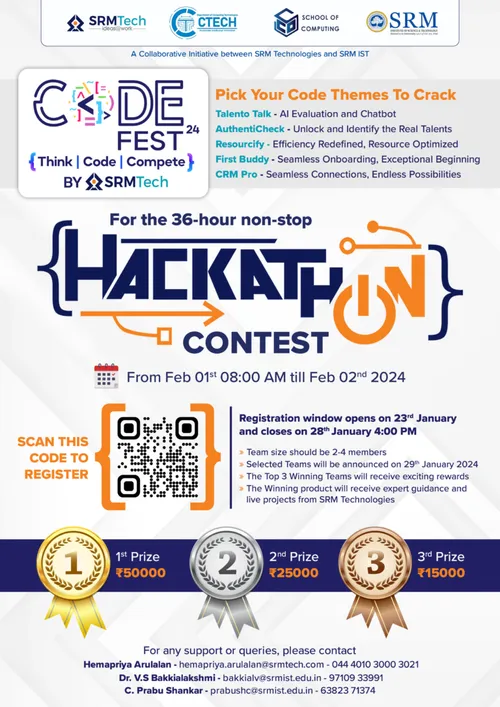 SRMTech
ideas@work
CTECH
SCHOOL OF
COMPUTING
SRM
A Collaborative Initiative between SRM Technologies and SRM IST
CODE
FEST 24
{Think | Code | Compete}
BY SRMTech
Pick Your Code Themes To Crack
Talento Talk - AI Evaluation and Chatbot
AuthentiCheck - Unlock and Identify the Real Talents
Resourcify - Efficiency Redefined, Resource Optimized
First Buddy - Seamless Onboarding, Exceptional Beginning
CRM Pro - Seamless Connections, Endless Possibilities
For the 36-hour non-stop
{HACKATHON}
CONTEST
From Feb 01st 08:00 AM till Feb 02nd 2024
SCAN THIS
CODE TO
REGISTER
Registration window opens on 23rd January
and closes on 28th January 4:00 PM
» Team size should be 2-4 members
» Selected Teams will be announced on 29th January 2024
» The Top 3 Winning Teams will receive exciting rewards
» The Winning product will receive expert guidance and
live projects from SRM Technologies
1
1st Prize
₹50000
2
2nd Prize
₹25000
3
3rd Prize
₹15000
For any support or queries, please contact
Hemapriya Arulalan - hemapriya.arulalan@srmtech.com - 044 4010 3000 3021
Dr. V.S Bakkialakshmi - bakkialv@srmist.edu.in - 97109 33991
C. Prabu Shankar - prabushc@srmist.edu.in - 63823 71374